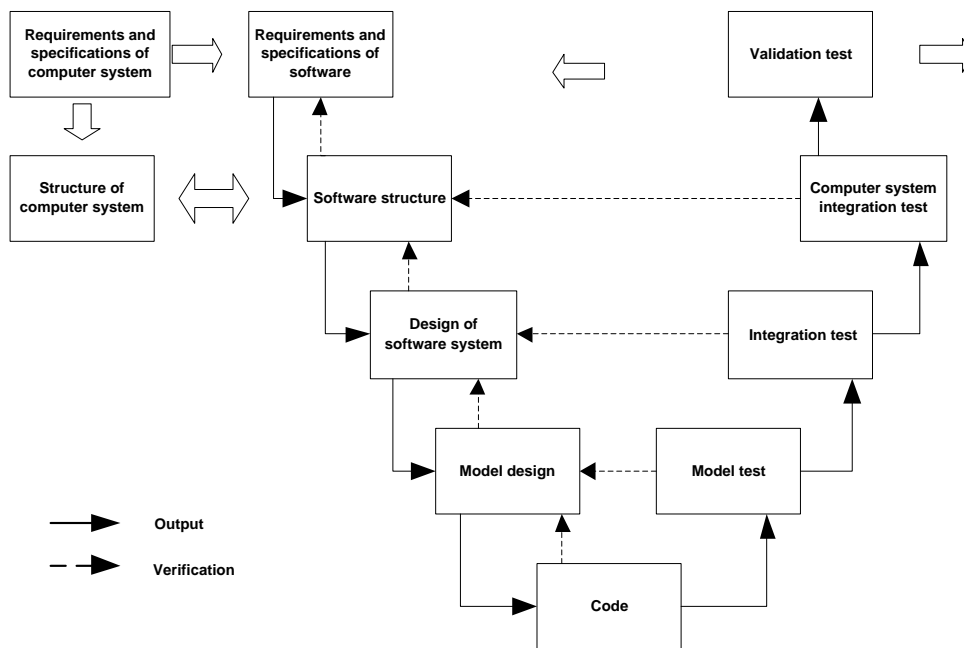 Requirements and
specifications of
computer system
Requirements and
specifications of
software
Validation test
Structure of
computer system
Software structure
Computer system
integration test
Design of
software system
Integration test
Model design
Model test
Output
Verification
Code